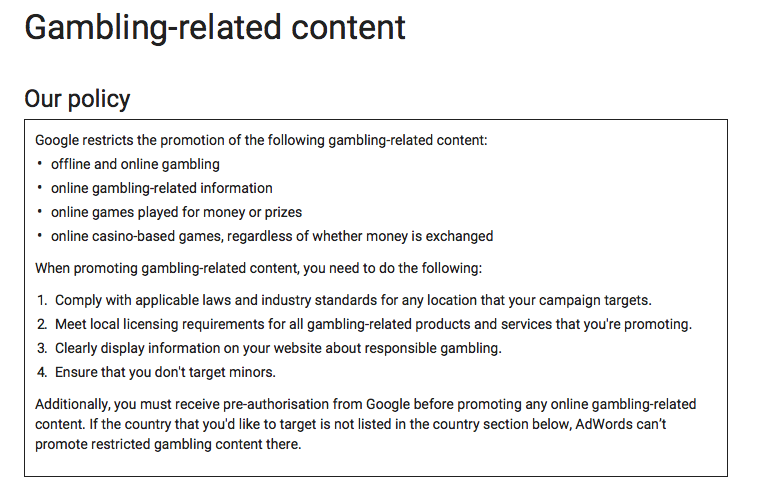 Gambling-related content
Our policy
Google restricts the promotion of the following gambling-related content:
• offline and online gambling
• online gambling-related information
• online games played for money or prizes
• online casino-based games, regardless of whether money is exchanged
When promoting gambling-related content, you need to do the following:
1. Comply with applicable laws and industry standards for any location that your campaign targets.
2. Meet local licensing requirements for all gambling-related products and services that you're promoting.
3. Clearly display information on your website about responsible gambling.
4. Ensure that you don't target minors.
Additionally, you must receive pre-authorisation from Google before promoting any online gambling-related
content. If the country that you'd like to target is not listed in the country section below, AdWords can’t
promote restricted gambling content there.